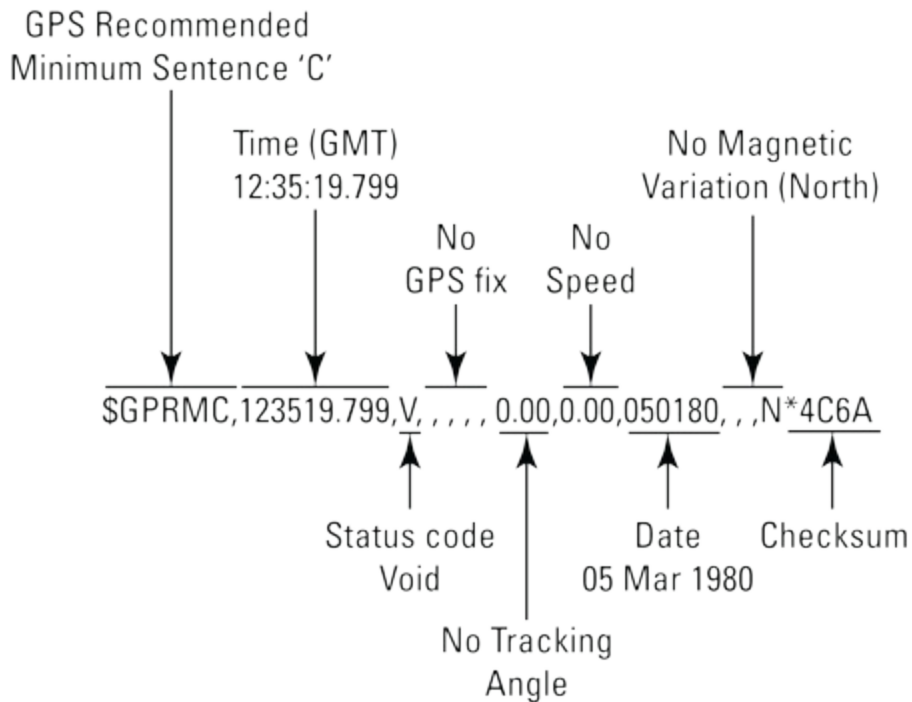 GPS Recommended
Minimum Sentence ‘C’
Time (GMT)
12:35:19.799
No Magnetic
Variation (North)
No
GPS fix
No
Speed
$GPRMC,123519.799,V,,,,,0.00,0.00,050180,,,N*4C6A
Status code
Void
Date
05 Mar 1980
Checksum
No Tracking
Angle